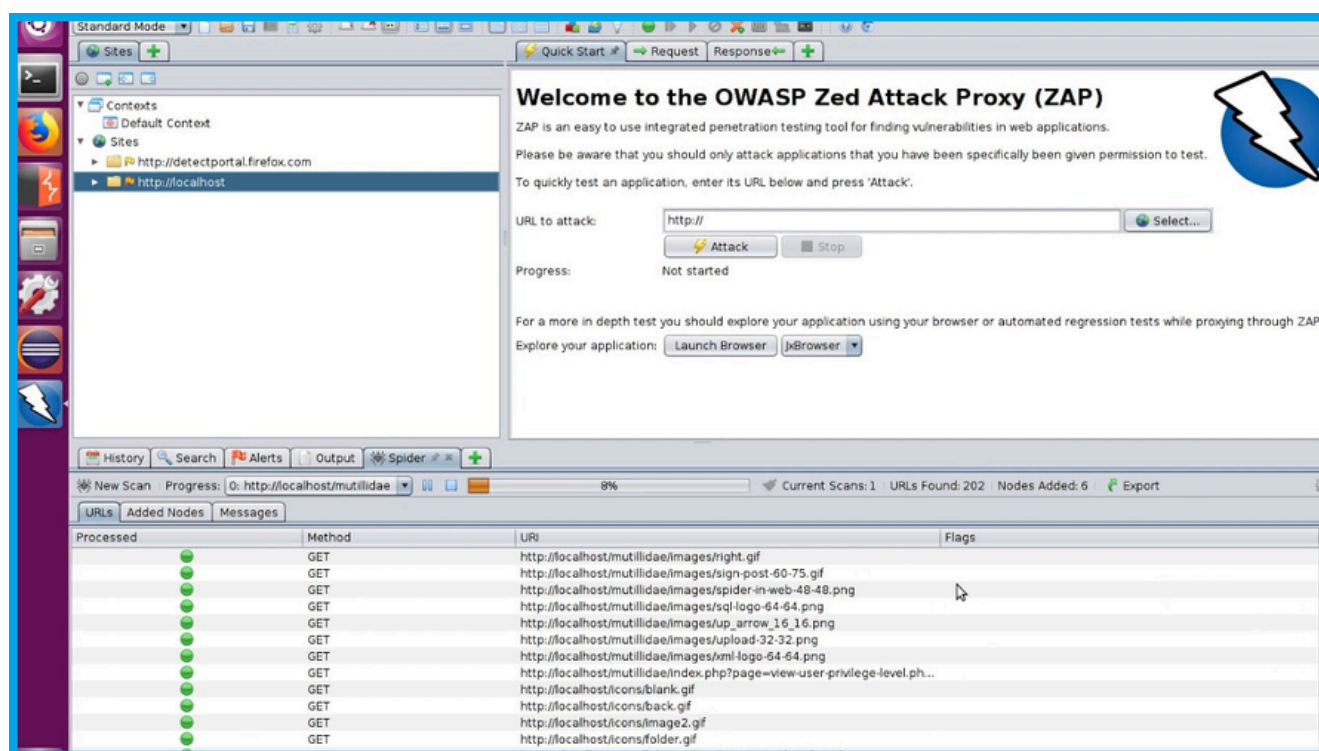 Standard Mode
Sites
Quick Start Request Response
Contexts
Default Context
Sites
http://detectportal.firefox.com
http://localhost
Welcome to the OWASP Zed Attack Proxy (ZAP)
ZAP is an easy to use integrated penetration testing tool for finding vulnerabilities in web applications.
Please be aware that you should only attack applications that you have been specifically been given permission to test.
To quickly test an application, enter its URL below and press 'Attack'.
URL to attack: http:// Select...
Attack Stop
Progress: Not started
For a more in depth test you should explore your application using your browser or automated regression tests while proxying through ZAP
Explore your application: Launch Browser JxBrowser
History Search Alerts Output Spider
New Scan Progress: 0: http://localhost/mutillidae 8% Current Scans: 1 URLs Found: 202 Nodes Added: 6 Export
URLs Added Nodes Messages
Processed Method URI Flags
GET http://localhost/mutillidae/images/right.gif
GET http://localhost/mutillidae/images/sign-post-60-75.gif
GET http://localhost/mutillidae/images/spider-in-web-48-48.png
GET http://localhost/mutillidae/images/sql-logo-64-64.png
GET http://localhost/mutillidae/images/up_arrow_16_16.png
GET http://localhost/mutillidae/images/upload-32-32.png
GET http://localhost/mutillidae/images/xml-logo-64-64.png
GET http://localhost/mutillidae/index.php?page=view-user-privilege-level.ph...
GET http://localhost/icons/blank.gif
GET http://localhost/icons/back.gif
GET http://localhost/icons/image2.gif
GET http://localhost/icons/folder.gif